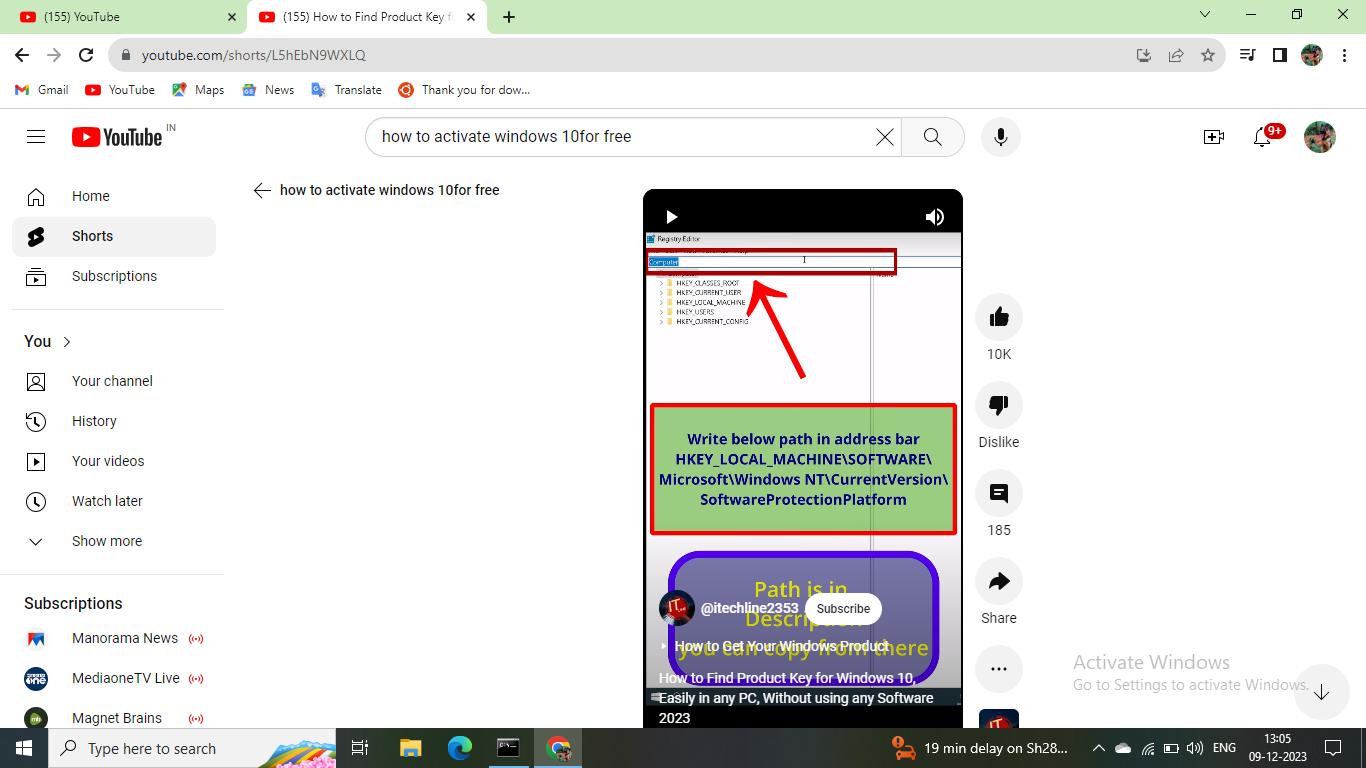 (155) YouTube
(155) How to Find Product Key fo
youtube.com/shorts/L5hEbN9WXLQ
Gmail
YouTube
Maps
News
Translate
Thank you for dow...
YouTube IN
how to activate windows 10for free
9+
Home
Shorts
Subscriptions
You
Your channel
History
Your videos
Watch later
Show more
Subscriptions
Manorama News
MediaoneTV Live
Magnet Brains
how to activate windows 10for free
Registry Editor
Computer
HKEY_CLASSES_ROOT
HKEY_CURRENT_USER
HKEY_LOCAL_MACHINE
HKEY_USERS
HKEY_CURRENT_CONFIG
Write below path in address bar
HKEY_LOCAL_MACHINE\SOFTWARE\
Microsoft\Windows NT\CurrentVersion\
SoftwareProtectionPlatform
Path is in
Description
you can copy from there
@itechline2353
Subscribe
How to Get Your Windows Product
How to Find Product Key for Windows 10,
Easily in any PC, Without using any Software
2023
10K
Dislike
185
Share
Activate Windows
Go to Settings to activate Windows.
Type here to search
19 min delay on Sh28...
ENG
13:05
09-12-2023